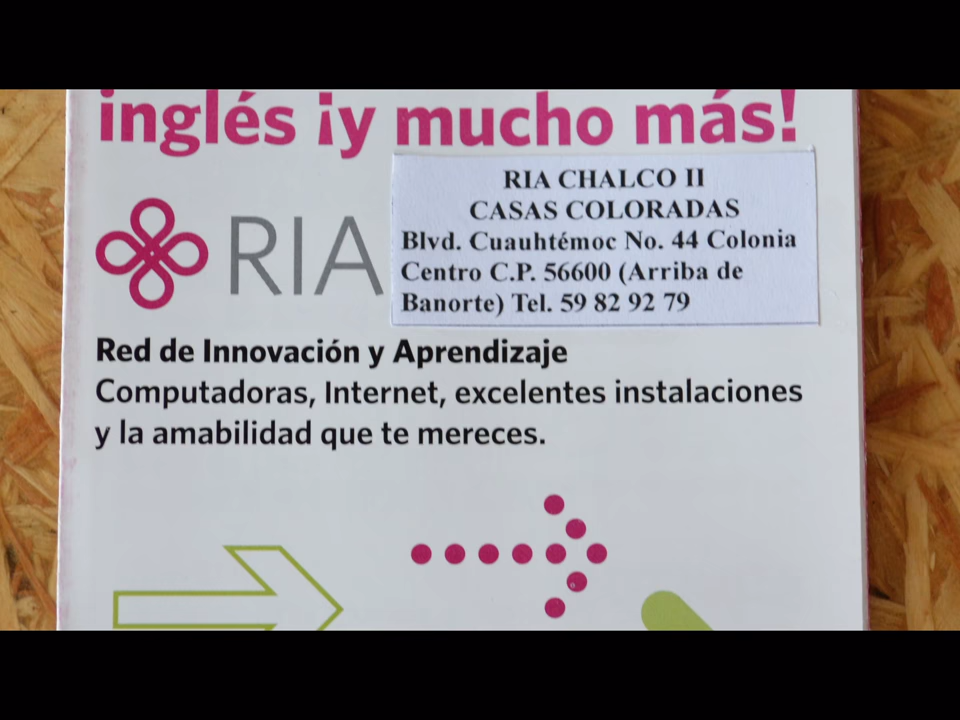 inglés ¡y mucho más!
RIA
RIA CHALCO II
CASAS COLORADAS
Blvd. Cuauhtémoc No. 44 Colonia
Centro C.P. 56600 (Arriba de
Banorte) Tel. 59 82 92 79
Red de Innovación y Aprendizaje
Computadoras, Internet, excelentes instalaciones
y la amabilidad que te mereces.